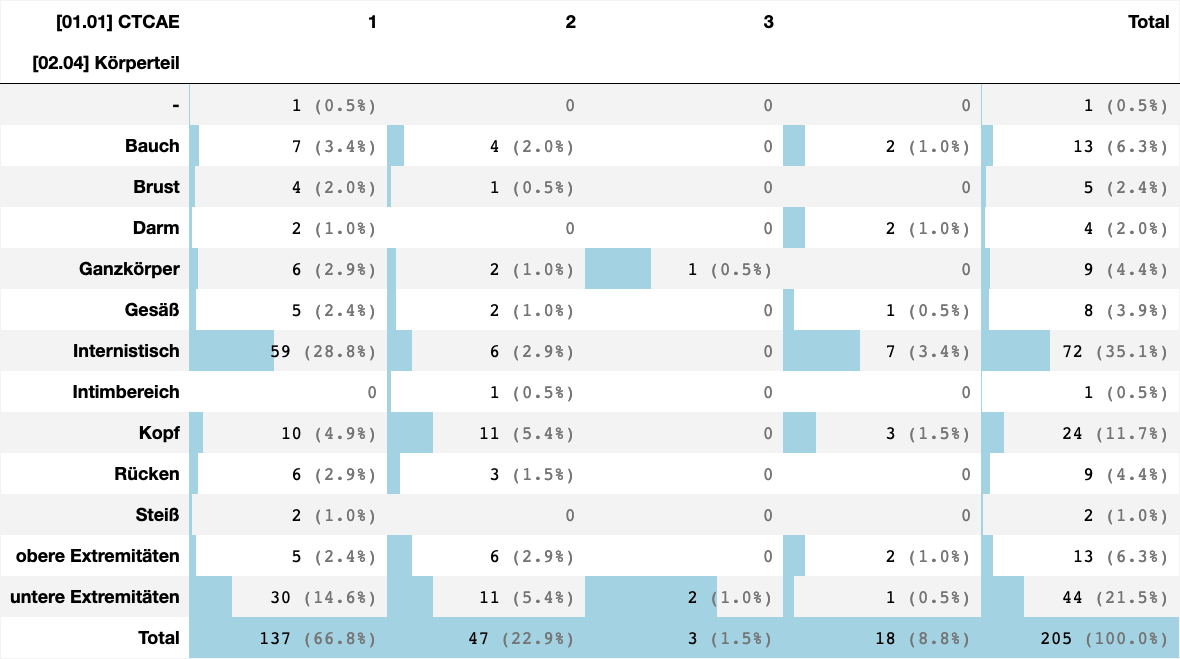 [01.01] CTCAE 1 2 3 Total
[02.04] Körperteil
- 1 (0.5%) 0 0 0 1 (0.5%)
Bauch 7 (3.4%) 4 (2.0%) 0 2 (1.0%) 13 (6.3%)
Brust 4 (2.0%) 1 (0.5%) 0 0 5 (2.4%)
Darm 2 (1.0%) 0 0 2 (1.0%) 4 (2.0%)
Ganzkörper 6 (2.9%) 2 (1.0%) 1 (0.5%) 0 9 (4.4%)
Gesäß 5 (2.4%) 2 (1.0%) 0 1 (0.5%) 8 (3.9%)
Internistisch 59 (28.8%) 6 (2.9%) 0 7 (3.4%) 72 (35.1%)
Intimbereich 0 1 (0.5%) 0 0 1 (0.5%)
Kopf 10 (4.9%) 11 (5.4%) 0 3 (1.5%) 24 (11.7%)
Rücken 6 (2.9%) 3 (1.5%) 0 0 9 (4.4%)
Steiß 2 (1.0%) 0 0 0 2 (1.0%)
obere Extremitäten 5 (2.4%) 6 (2.9%) 0 2 (1.0%) 13 (6.3%)
untere Extremitäten 30 (14.6%) 11 (5.4%) 2 (1.0%) 1 (0.5%) 44 (21.5%)
Total 137 (66.8%) 47 (22.9%) 3 (1.5%) 18 (8.8%) 205 (100.0%)